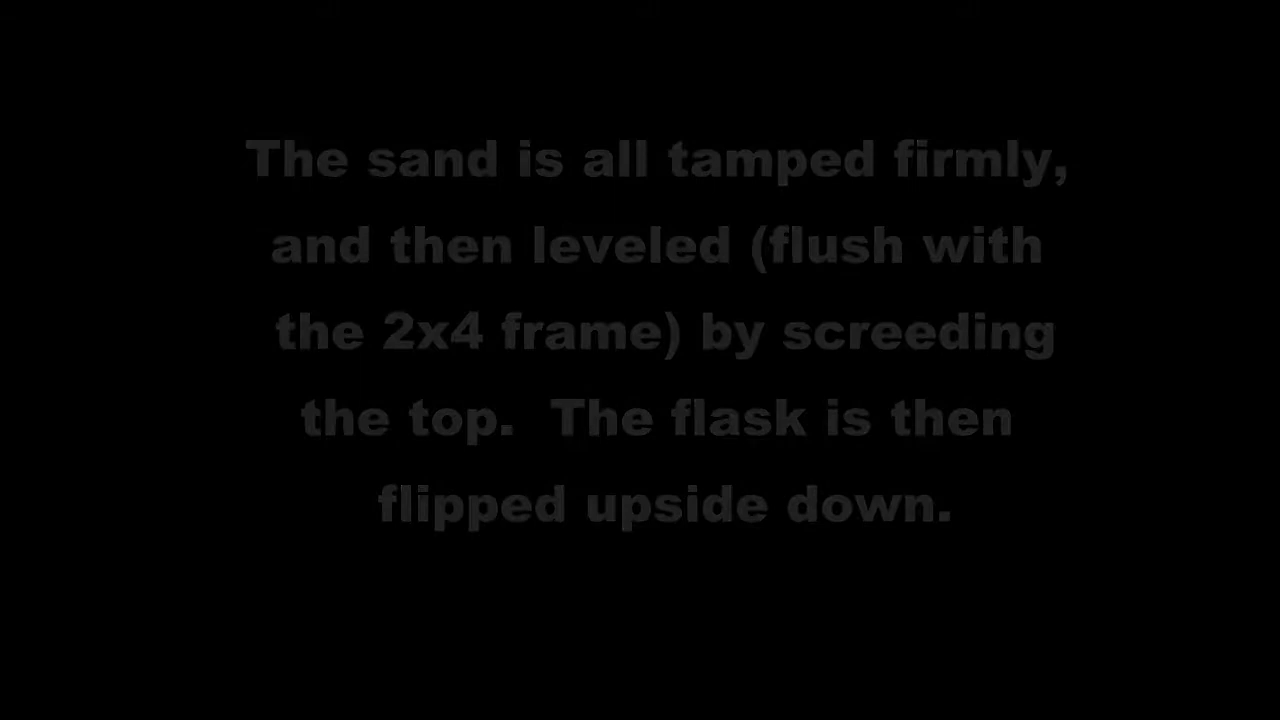 The sand is all tamped firmly,
and then leveled (flush with
the 2x4 frame) by screeding
the top.  The flask is then
flipped upside down.